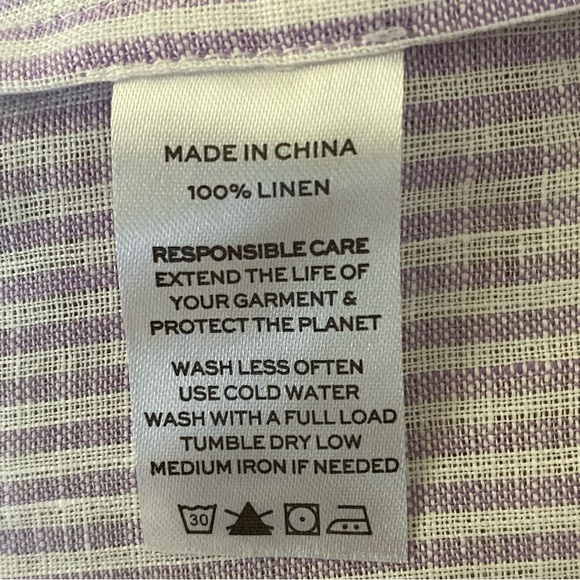 MADE IN CHINA
100% LINEN
RESPONSIBLE CARE
EXTEND THE LIFE OF
YOUR GARMENT &
PROTECT THE PLANET
WASH LESS OFTEN
USE COLD WATER
WASH WITH A FULL LOAD
TUMBLE DRY LOW
MEDIUM IRON IF NEEDED
30